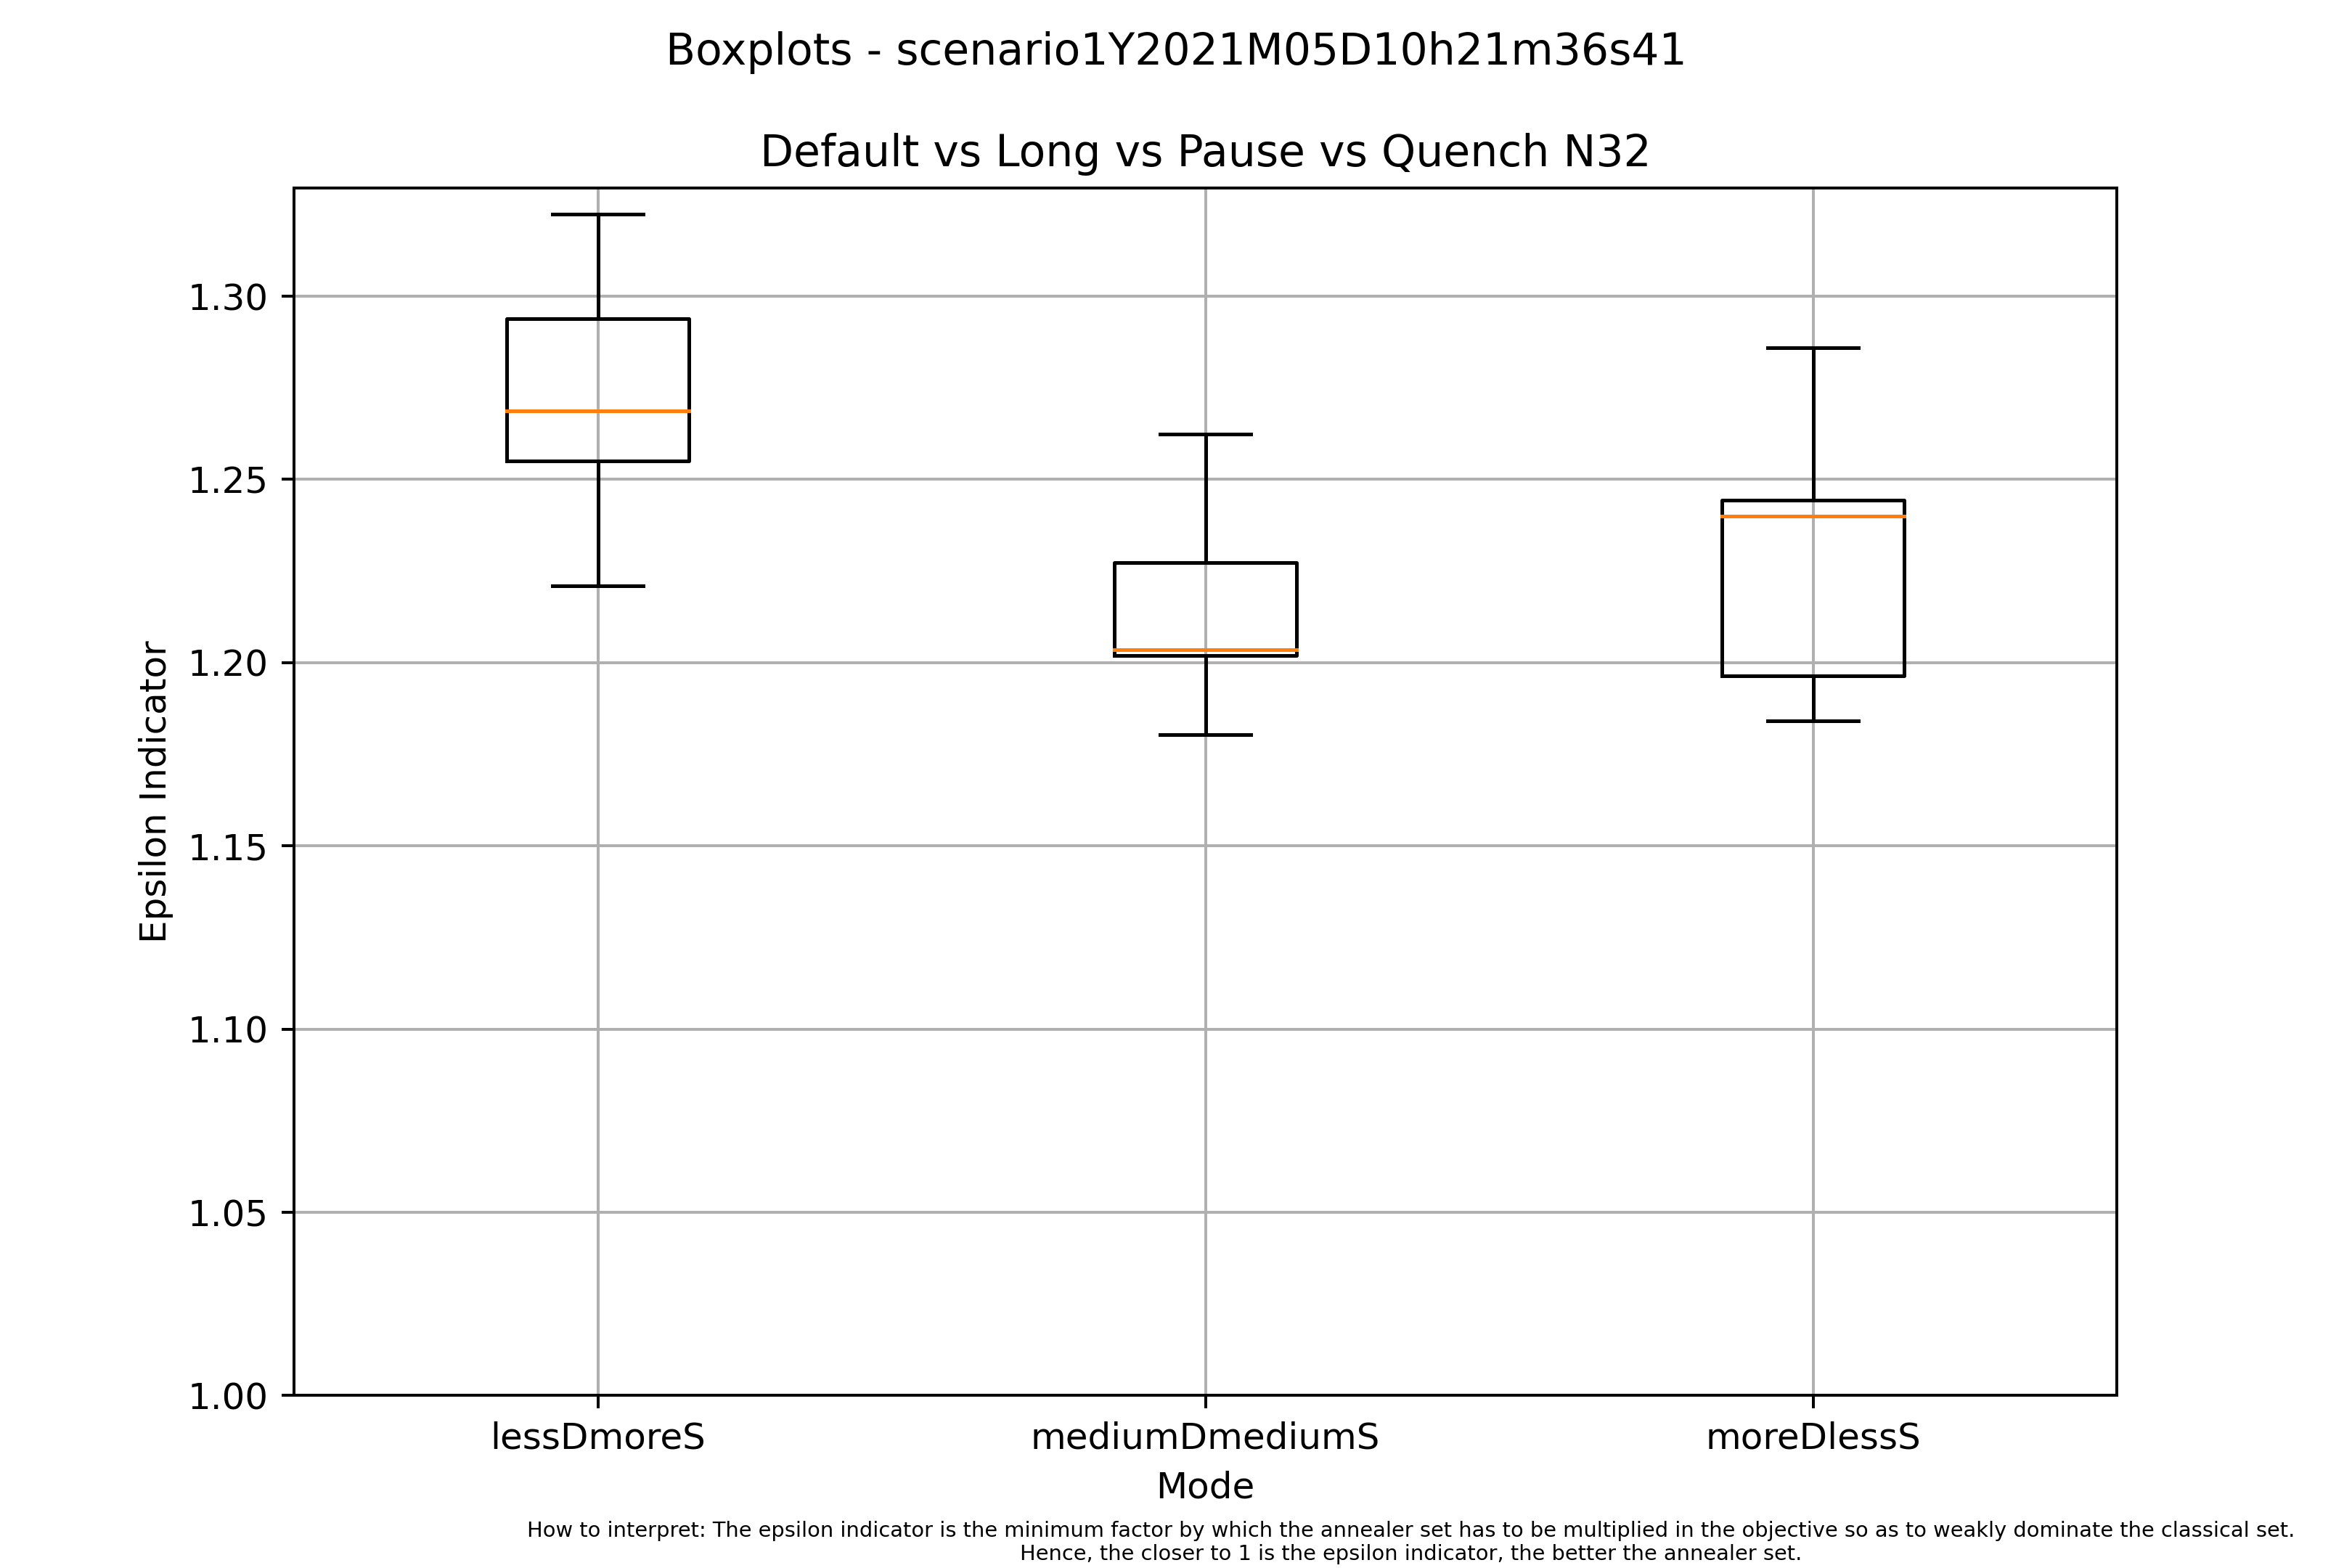 Boxplots - scenario1Y2021M05D10h21m36s41
Default vs Long vs Pause vs Quench N32
1.30
1.25
1.20
1.15
1.10
1.05
1.00
Epsilon Indicator
lessDmoreS
mediumDmediumS
moreDlessS
Mode
How to interpret: The epsilon indicator is the minimum factor by which the annealer set has to be multiplied in the objective so as to weakly dominate the classical set.
Hence, the closer to 1 is the epsilon indicator, the better the annealer set.